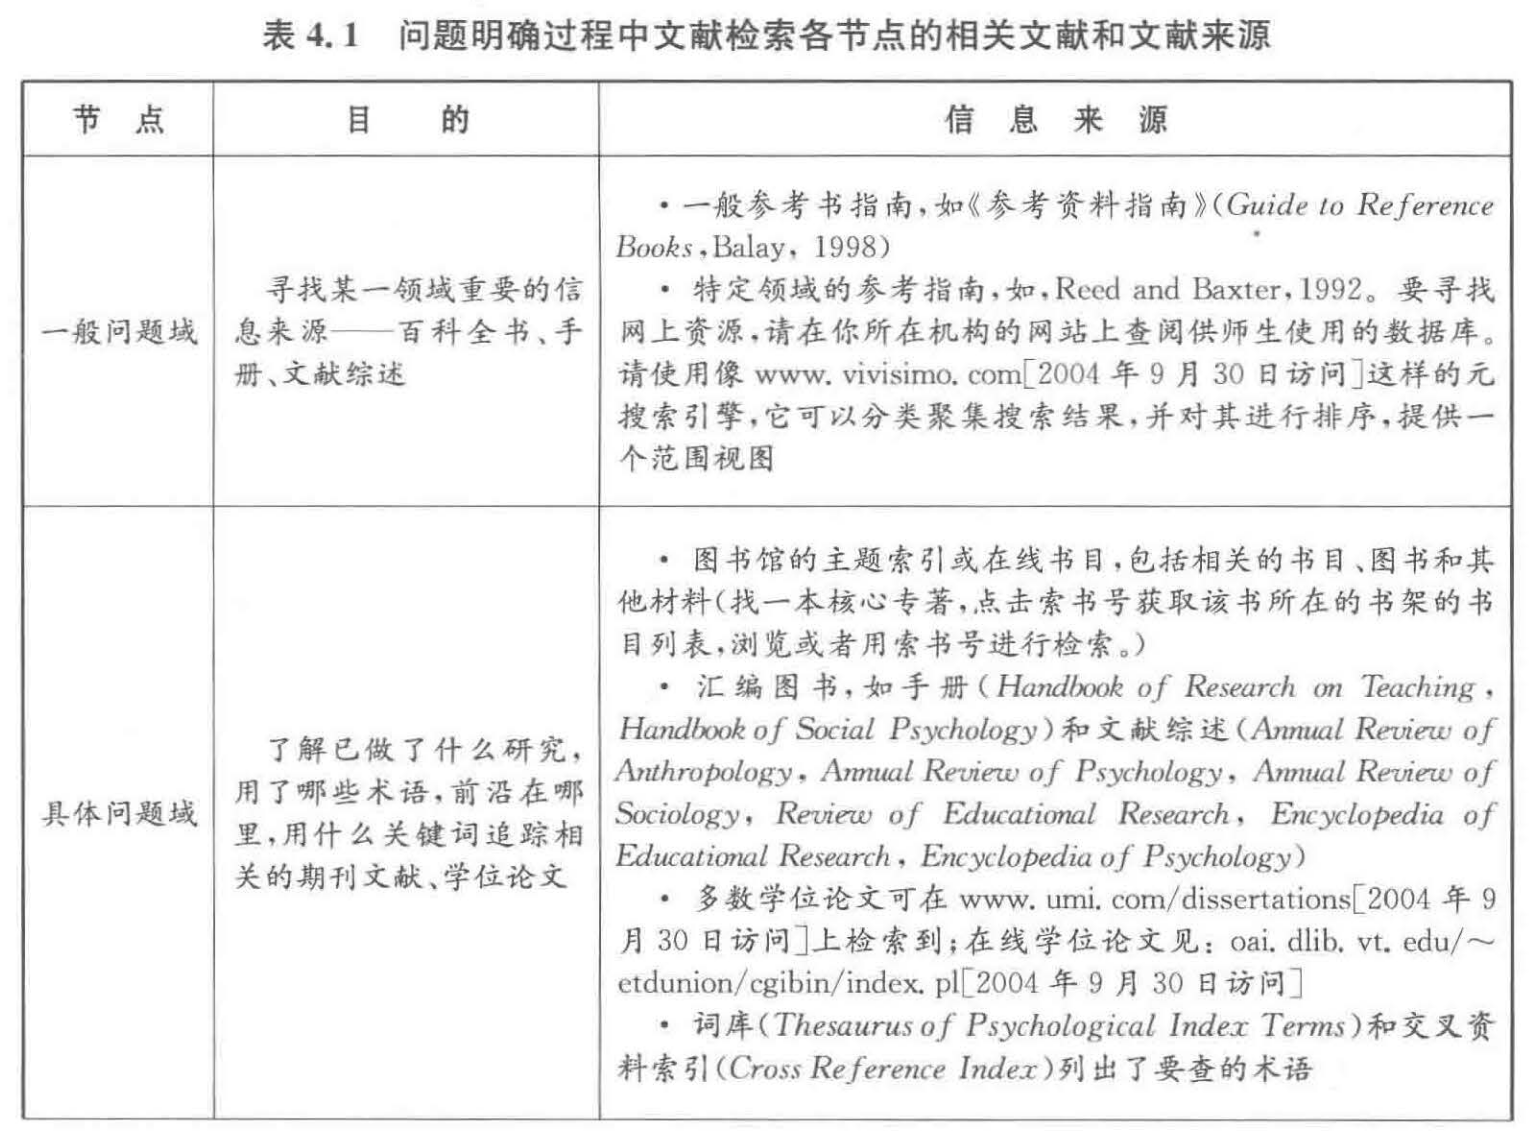 表 4.1 问题明确过程中文献检索各节点的相关文献和文献来源
节 点
目 的
信 息 来 源
一般问题域
寻找某一领域重要的信
息来源——百科全书、手
册、文献综述
·一般参考书指南,如《参考资料指南》(Guide to Reference
Books,Balay, 1998)
· 特定领域的参考指南,如,Reed and Baxter,1992。要寻找
网上资源,请在你所在机构的网站上查阅供师生使用的数据库。
请使用像 www. vivisimo. com[2004 年 9 月 30 日访问]这样的元
搜索引擎,它可以分类聚集搜索结果,并对其进行排序,提供一
个范围视图
具体问题域
了解已做了什么研究,
用了哪些术语,前沿在哪
里,用什么关键词追踪相
关的期刊文献、学位论文
· 图书馆的主题索引或在线书目,包括相关的书目、图书和其
他材料(找一本核心专著,点击索书号获取该书所在的书架的书
目列表,浏览或者用索书号进行检索。)
· 汇编图书,如手册(Handbook of Research on Teaching,
Handbook of Social Psychology)和文献综述(Annual Review of
Anthropology, Annual Review of Psychology, Annual Review of
Sociology, Review of Educational Research, Encyclopedia of
Educational Research, Encyclopedia of Psychology)
· 多数学位论文可在 www. umi. com/dissertations[2004 年 9
月 30 日访问]上检索到;在线学位论文见: oai. dlib. vt. edu/~
etdunion/cgibin/index. pl[2004 年 9 月 30 日访问]
· 词库(Thesaurus of Psychological Index Terms)和交叉资
料索引(Cross Reference Index)列出了要查的术语